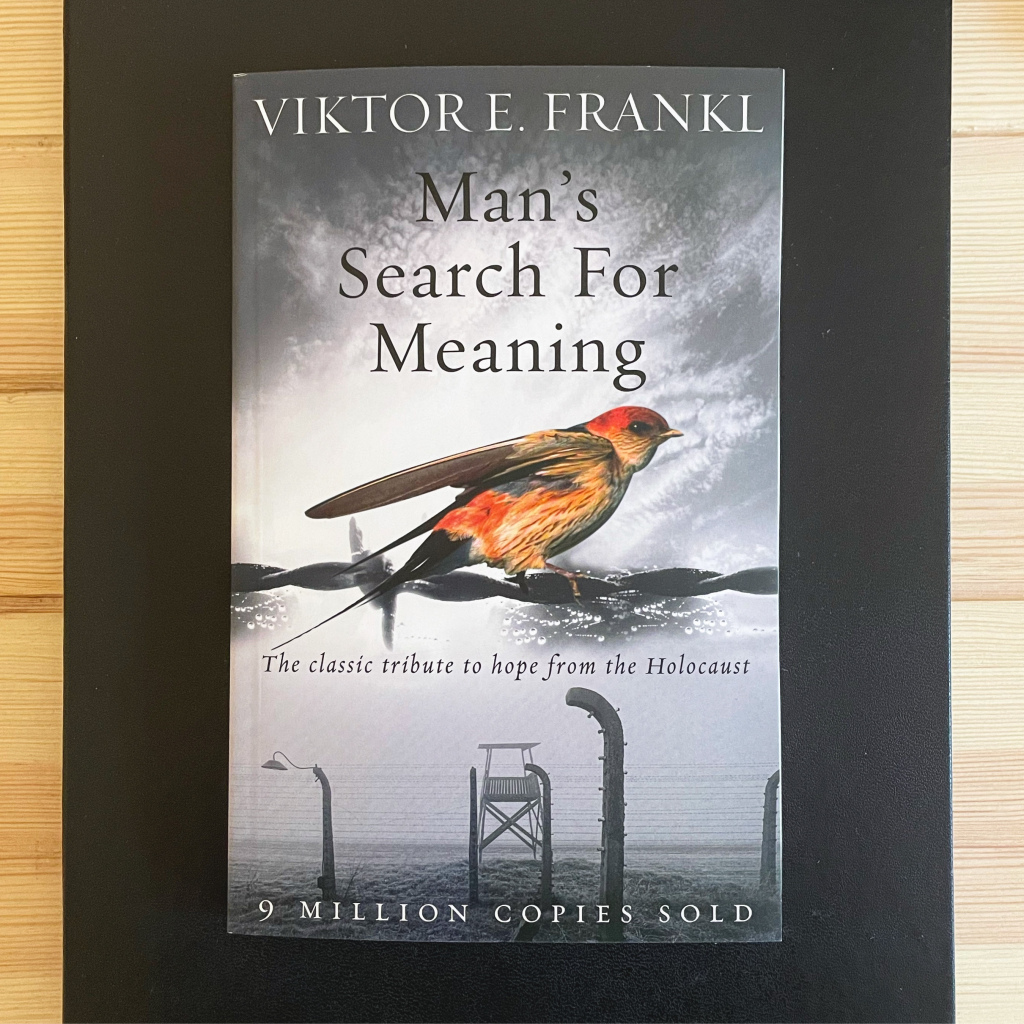 VIKTOR E. FRANKL
Man's
Search For
Meaning
The classic tribute to hope from the Holocaust
9 MILLION COPIES SOLD